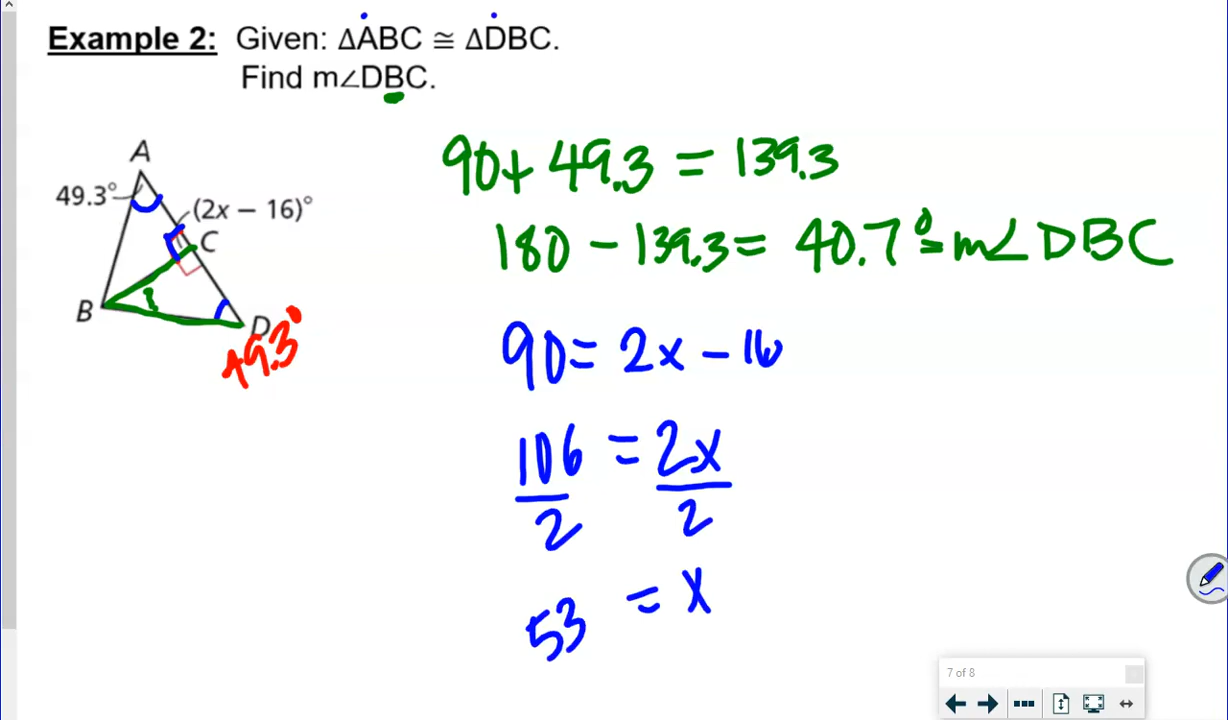 Example 2: Given: ΔABC ≅ ΔDBC.
Find m∠DBC.
A
49.3°
(2x − 16)°
C
B
D
49.3°
90 + 49.3 = 139.3
180 − 139.3 = 40.7° = m∠DBC
90 = 2x − 16
106 = 2x
2 2
53 = x
7 of 8